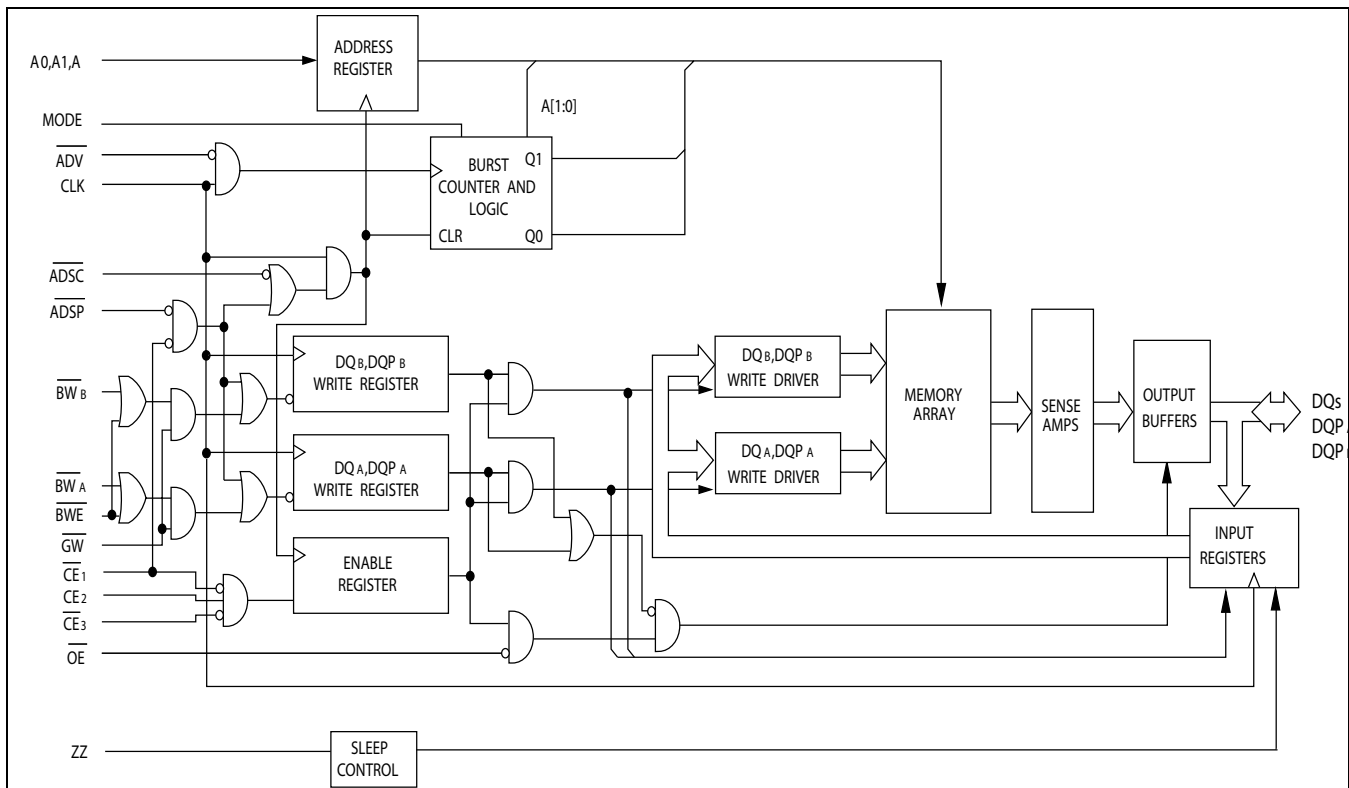 A0,A1,A
ADDRESS
REGISTER
MODE
A[1:0]
ADV
CLK
BURST
COUNTER AND
LOGIC
Q1
CLR
Q0
ADSC
ADSP
DQB,DQPB
WRITE REGISTER
DQB,DQPB
WRITE DRIVER
MEMORY
ARRAY
SENSE
AMPS
OUTPUT
BUFFERS
DQs
DQP
DQP
BWB
DQA,DQPA
WRITE REGISTER
DQA,DQPA
WRITE DRIVER
BWA
BWE
GW
CE1
CE2
CE3
OE
ENABLE
REGISTER
INPUT
REGISTERS
ZZ
SLEEP
CONTROL